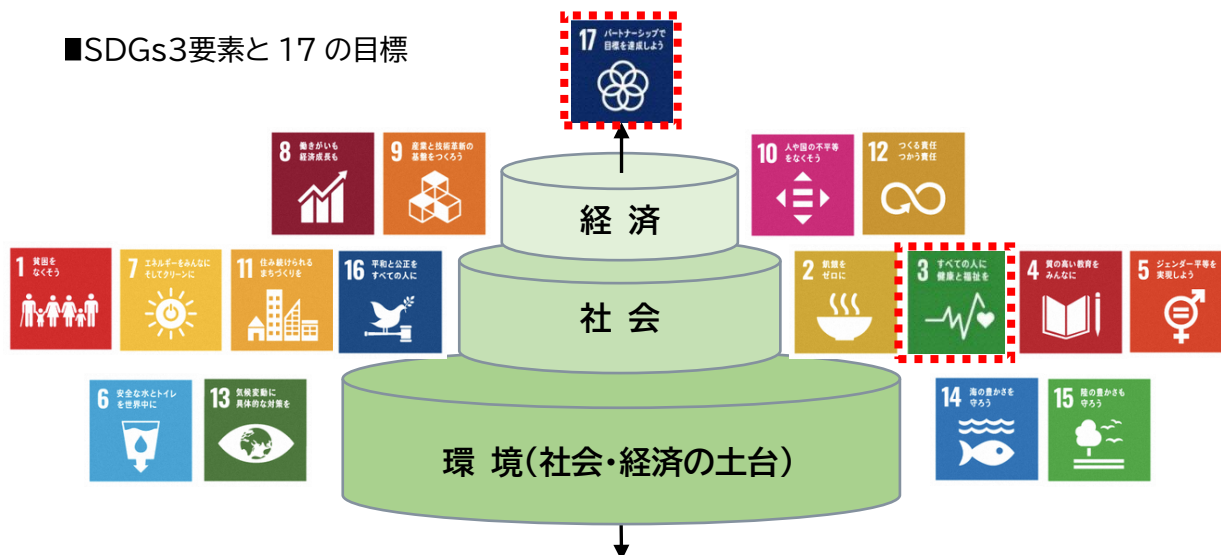 ■SDGs3要素と17の目標
17 パートナーシップで
目標を達成しよう
8 働きがいも
経済成長も
9 産業と技術革新の
基盤をつくろう
10 人や国の不平等
をなくそう
12 つくる責任
つかう責任
経 済
1 貧困を
なくそう
7 エネルギーをみんなに
そしてクリーンに
11 住み続けられる
まちづくりを
16 平和と公正を
すべての人に
社 会
2 飢餓を
ゼロに
3 すべての人に
健康と福祉を
4 質の高い教育を
みんなに
5 ジェンダー平等を
実現しよう
6 安全な水とトイレ
を世界中に
13 気候変動に
具体的な対策を
環 境(社会・経済の土台)
14 海の豊かさを
守ろう
15 陸の豊かさも
守ろう